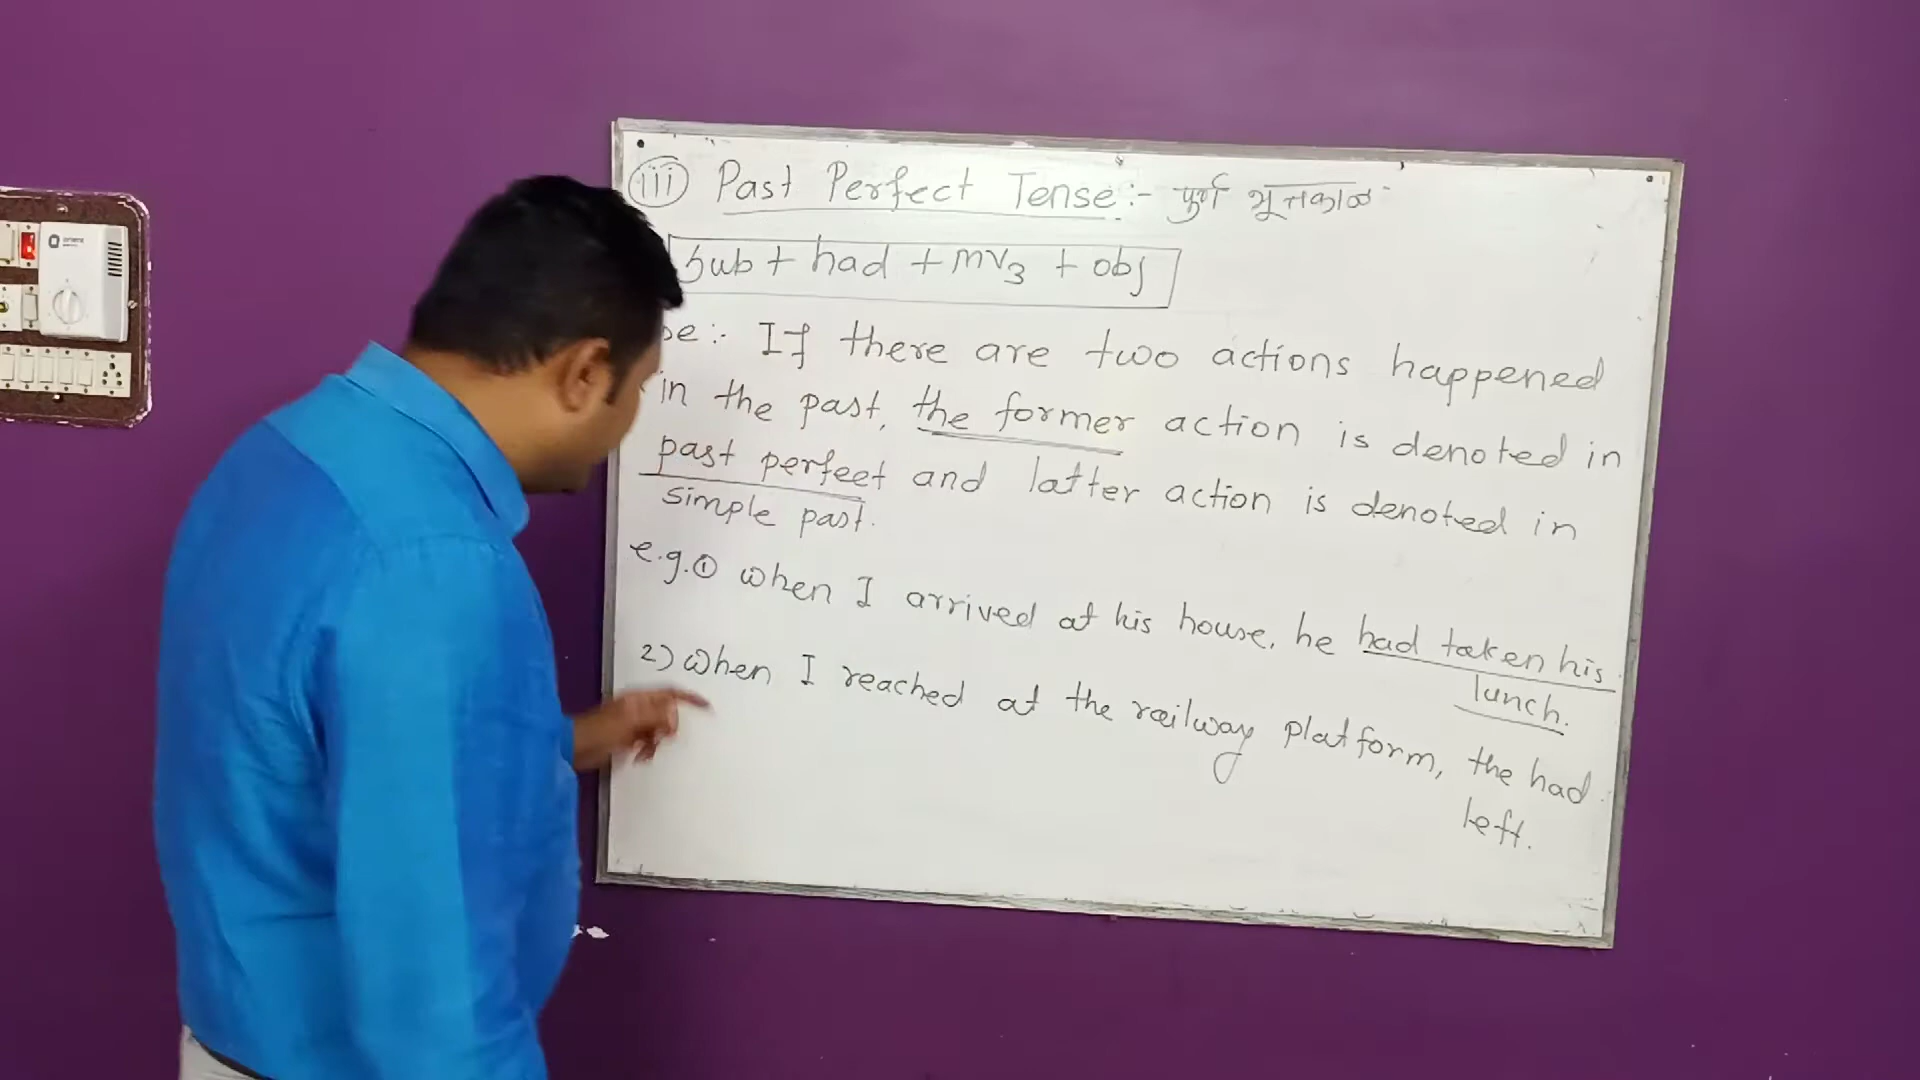 iii Past Perfect Tense:- पुर्ण भूतकाळ
Sub + had + mv3 + obj
If there are two actions happened
in the past, the former action is denoted in
past perfect and latter action is denoted in
simple past.
e.g. ① when I arrived at his house, he had taken his
lunch.
2) when I reached at the railway platform, the had
left.